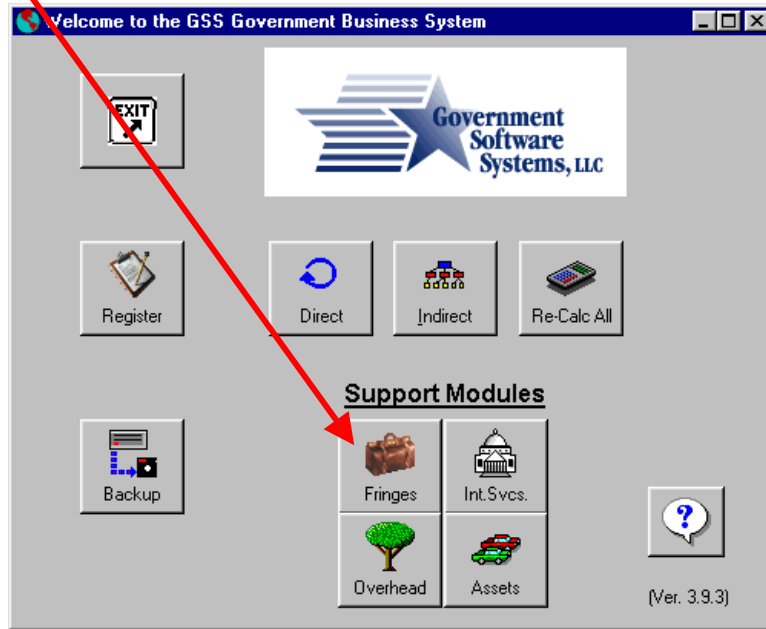 Welcome to the GSS Government Business System
EXIT
Government
Software
Systems, LLC
Register
Direct
Indirect
Re-Calc All
Support Modules
Backup
Fringes
Int.Svcs.
?
Overhead
Assets
(Ver. 3.9.3)